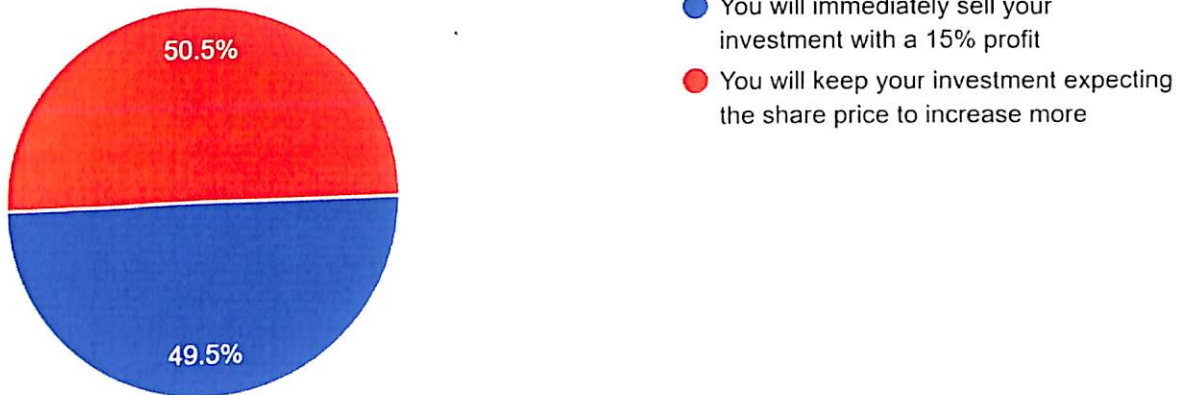 50.5%
49.5%
You will immediately sell your
investment with a 15% profit
You will keep your investment expecting
the share price to increase more